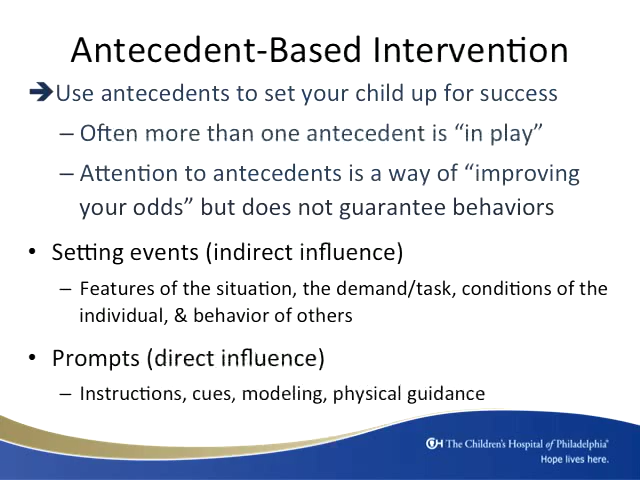 Antecedent-Based Intervention
➔Use antecedents to set your child up for success
– Often more than one antecedent is “in play”
– Attention to antecedents is a way of “improving
your odds” but does not guarantee behaviors
• Setting events (indirect influence)
– Features of the situation, the demand/task, conditions of the
individual, & behavior of others
• Prompts (direct influence)
– Instructions, cues, modeling, physical guidance
The Children's Hospital of Philadelphia®
Hope lives here.